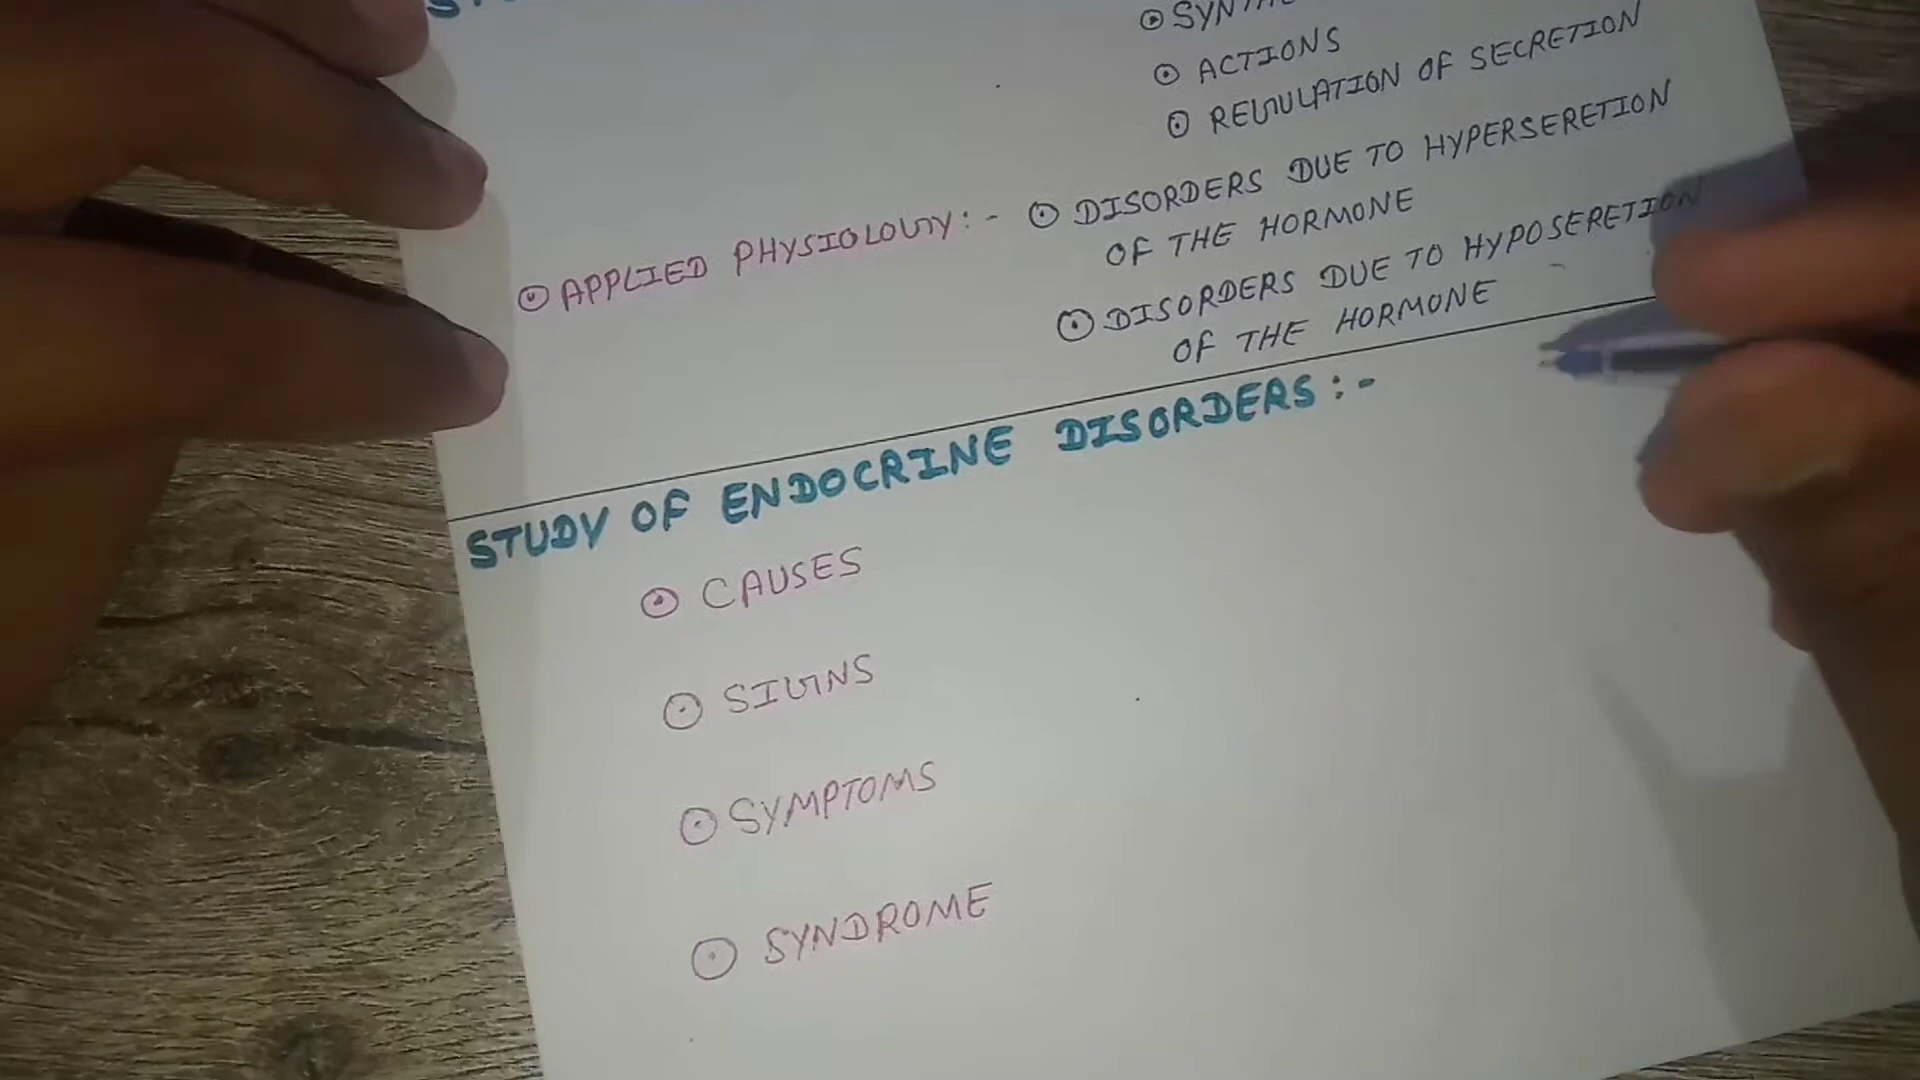 ACTIONS
REGULATION OF SECRETION
APPLIED PHYSIOLOGY:- DISORDERS DUE TO HYPERSERETION
OF THE HORMONE
DISORDERS DUE TO HYPOSERETION
OF THE HORMONE
STUDY OF ENDOCRINE DISORDERS:-
CAUSES
SIGNS
SYMPTOMS
SYNDROME